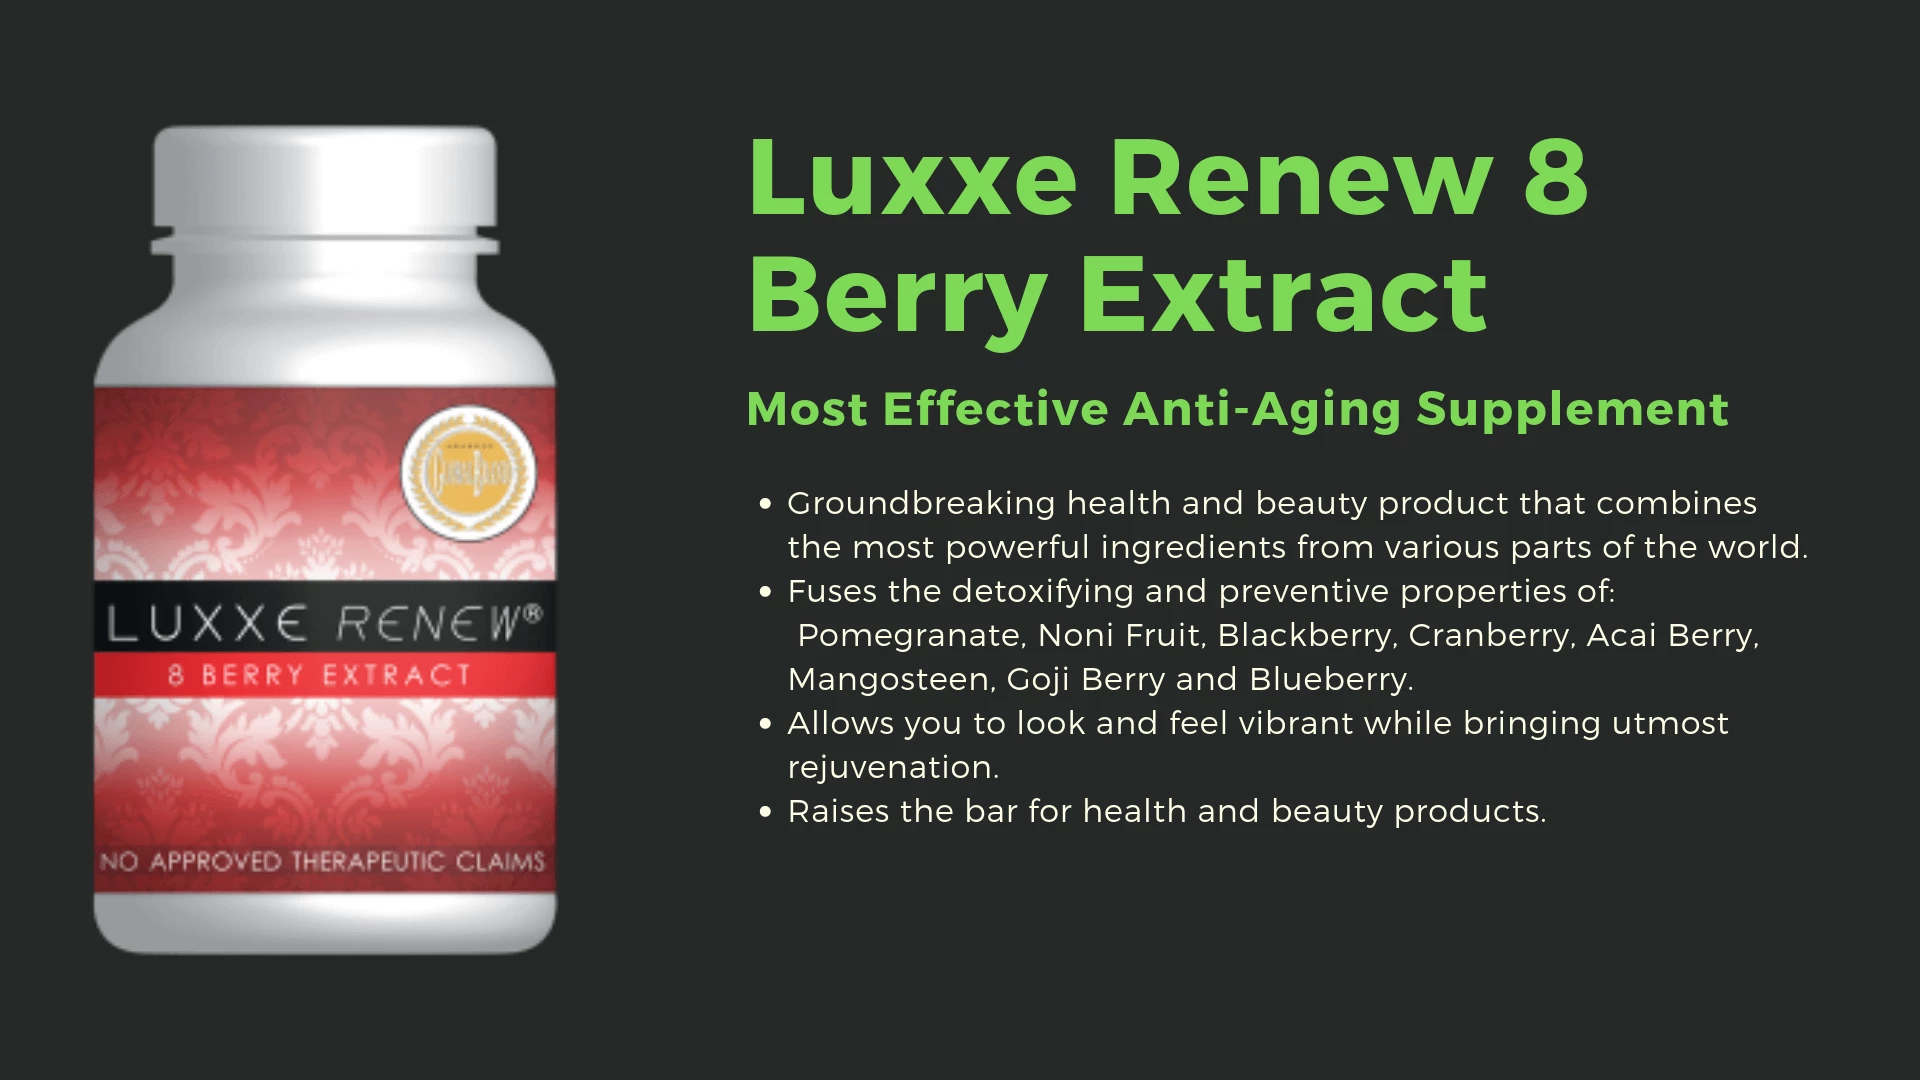 LUXXE RENEW®
8 BERRY EXTRACT
NO APPROVED THERAPEUTIC CLAIMS
Luxxe Renew 8
Berry Extract
Most Effective Anti-Aging Supplement
• Groundbreaking health and beauty product that combines
the most powerful ingredients from various parts of the world.
• Fuses the detoxifying and preventive properties of:
Pomegranate, Noni Fruit, Blackberry, Cranberry, Acai Berry,
Mangosteen, Goji Berry and Blueberry.
• Allows you to look and feel vibrant while bringing utmost
rejuvenation.
• Raises the bar for health and beauty products.